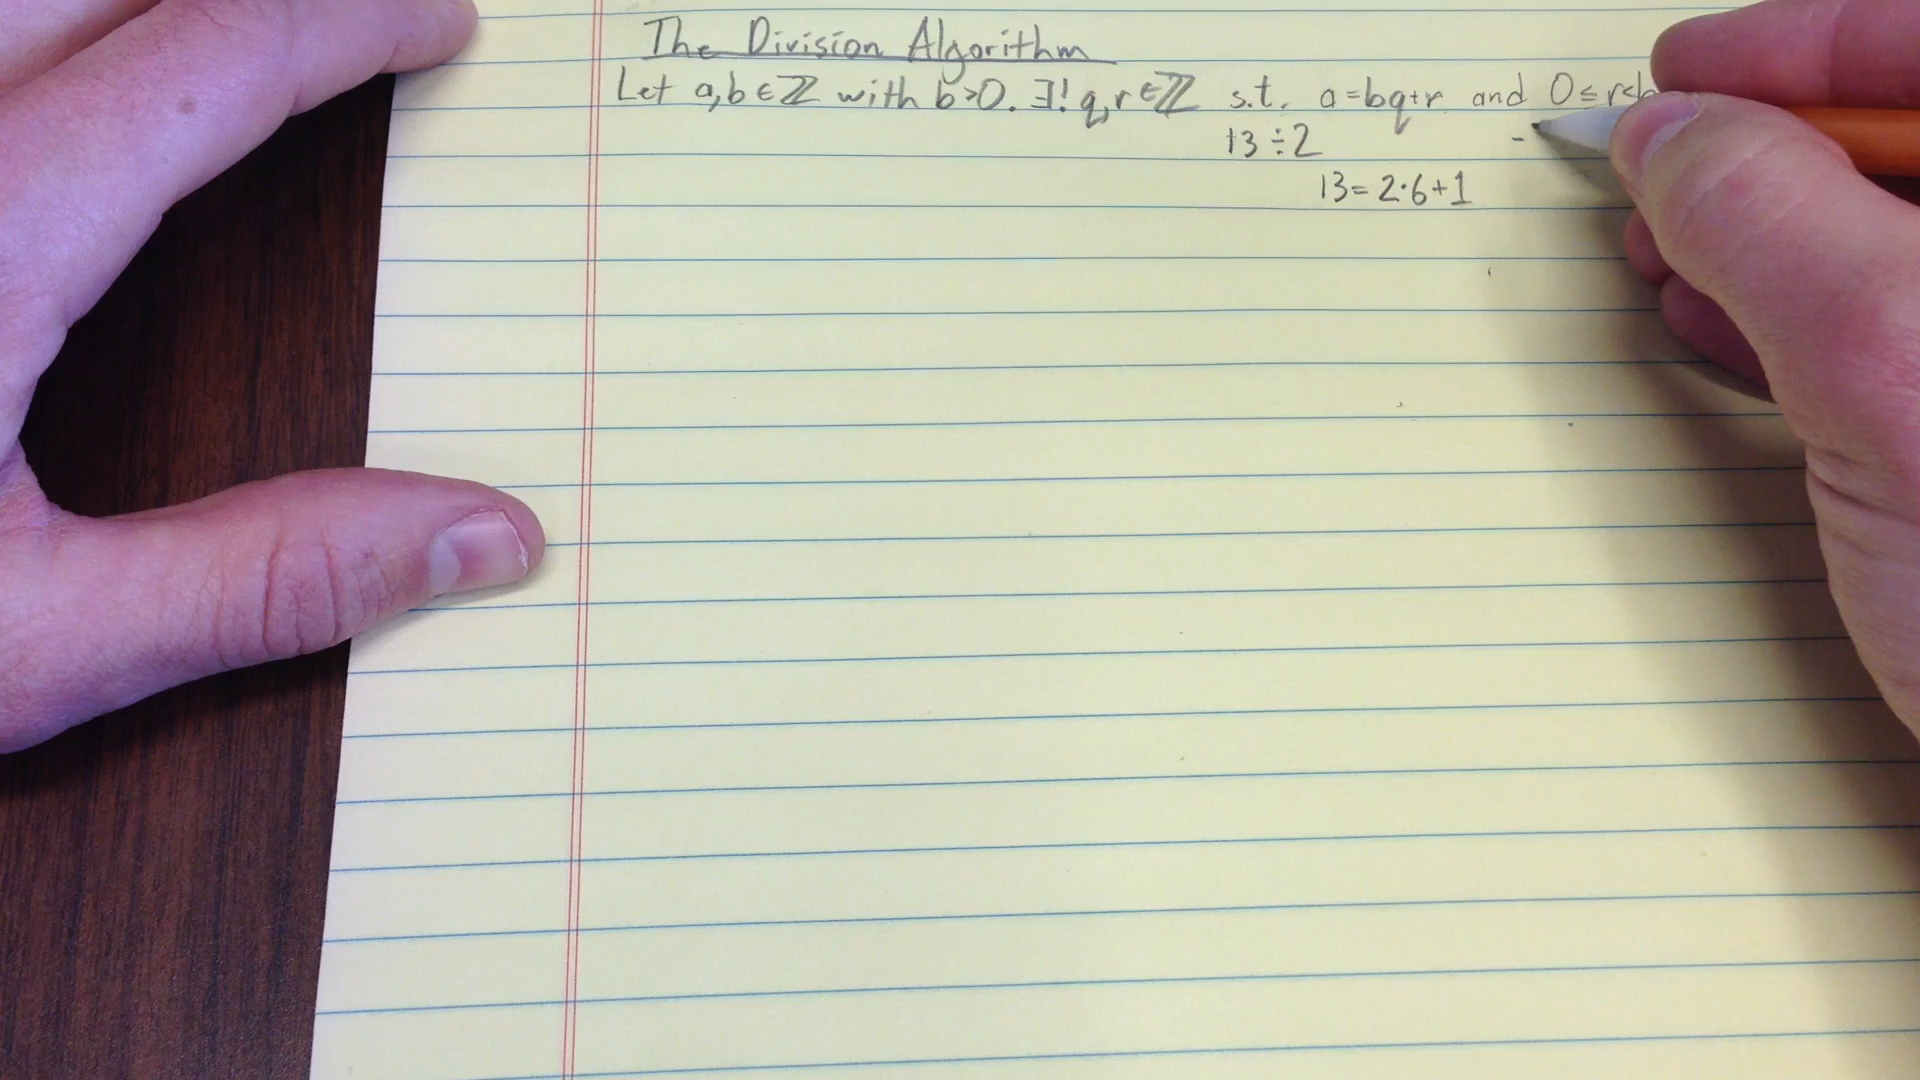 The Division Algorithm
Let a,b ∈ ℤ with b>0. ∃! q,r ∈ ℤ s.t. a=bq+r and 0≤r<b
13÷2 -
13=2·6+1